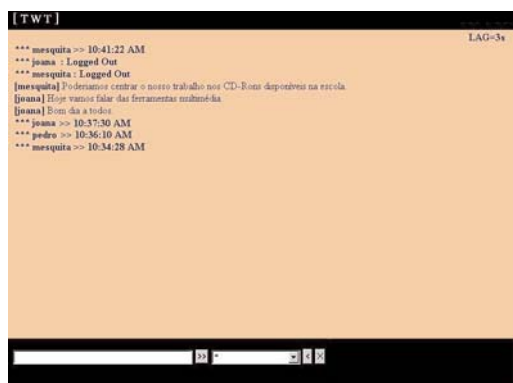 [TWT]
LAG=3s
*** mesquita >> 10:41:22 AM
*** joana : Logged Out
*** mesquita : Logged Out
[mesquita] Poderiamos centrar o nosso trabalho nos CD-Roms disponíveis na escola.
[joana] Hoje vamos falar das ferramentas multimédia
[joana] Bom dia a todos.
*** joana >> 10:37:30 AM
*** pedro >> 10:36:10 AM
*** mesquita >> 10:34:28 AM
>> * < X